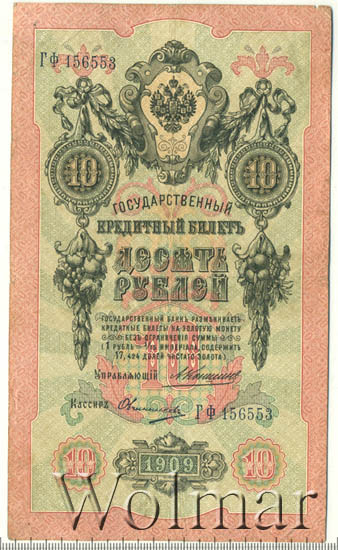 ГФ 156553
10 10
ГОСУДАРСТВЕННЫЙ
КРЕДИТНЫЙ БИЛЕТЪ
ДЕСЯТЬ
РУБЛЕЙ
ГОСУДАРСТВЕННЫЙ БАНКЪ РАЗМѢНИВАЕТЪ
КРЕДИТНЫЕ БИЛЕТЫ НА ЗОЛОТУЮ МОНЕТУ
БЕЗЪ ОГРАНИЧЕНІЯ СУММЫ
(1 РУБЛЬ = 1/15 ИМПЕРІАЛА, СОДЕРЖИТЪ
17,424 ДОЛЕЙ ЧИСТАГО ЗОЛОТА)
УПРАВЛЯЮЩІЙ
КАССИРЪ
ГФ 156553
10 1909 10
Wolmar